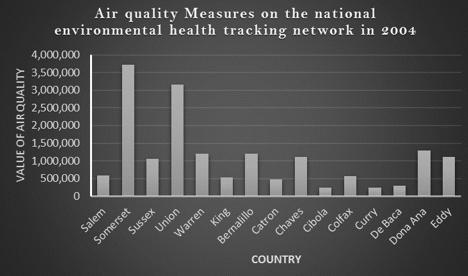 Air quality Measures on the national
environmental health tracking network in 2004
VALUE OF AIR QUALITY
4,000,000
3,500,000
3,000,000
2,500,000
2,000,000
1,500,000
1,000,000
500,000
0
Salem
Somerset
Sussex
Union
Warren
King
Bernalillo
Catron
Chaves
Cibola
Colfax
Curry
De Baca
Dona Ana
Eddy
COUNTRY